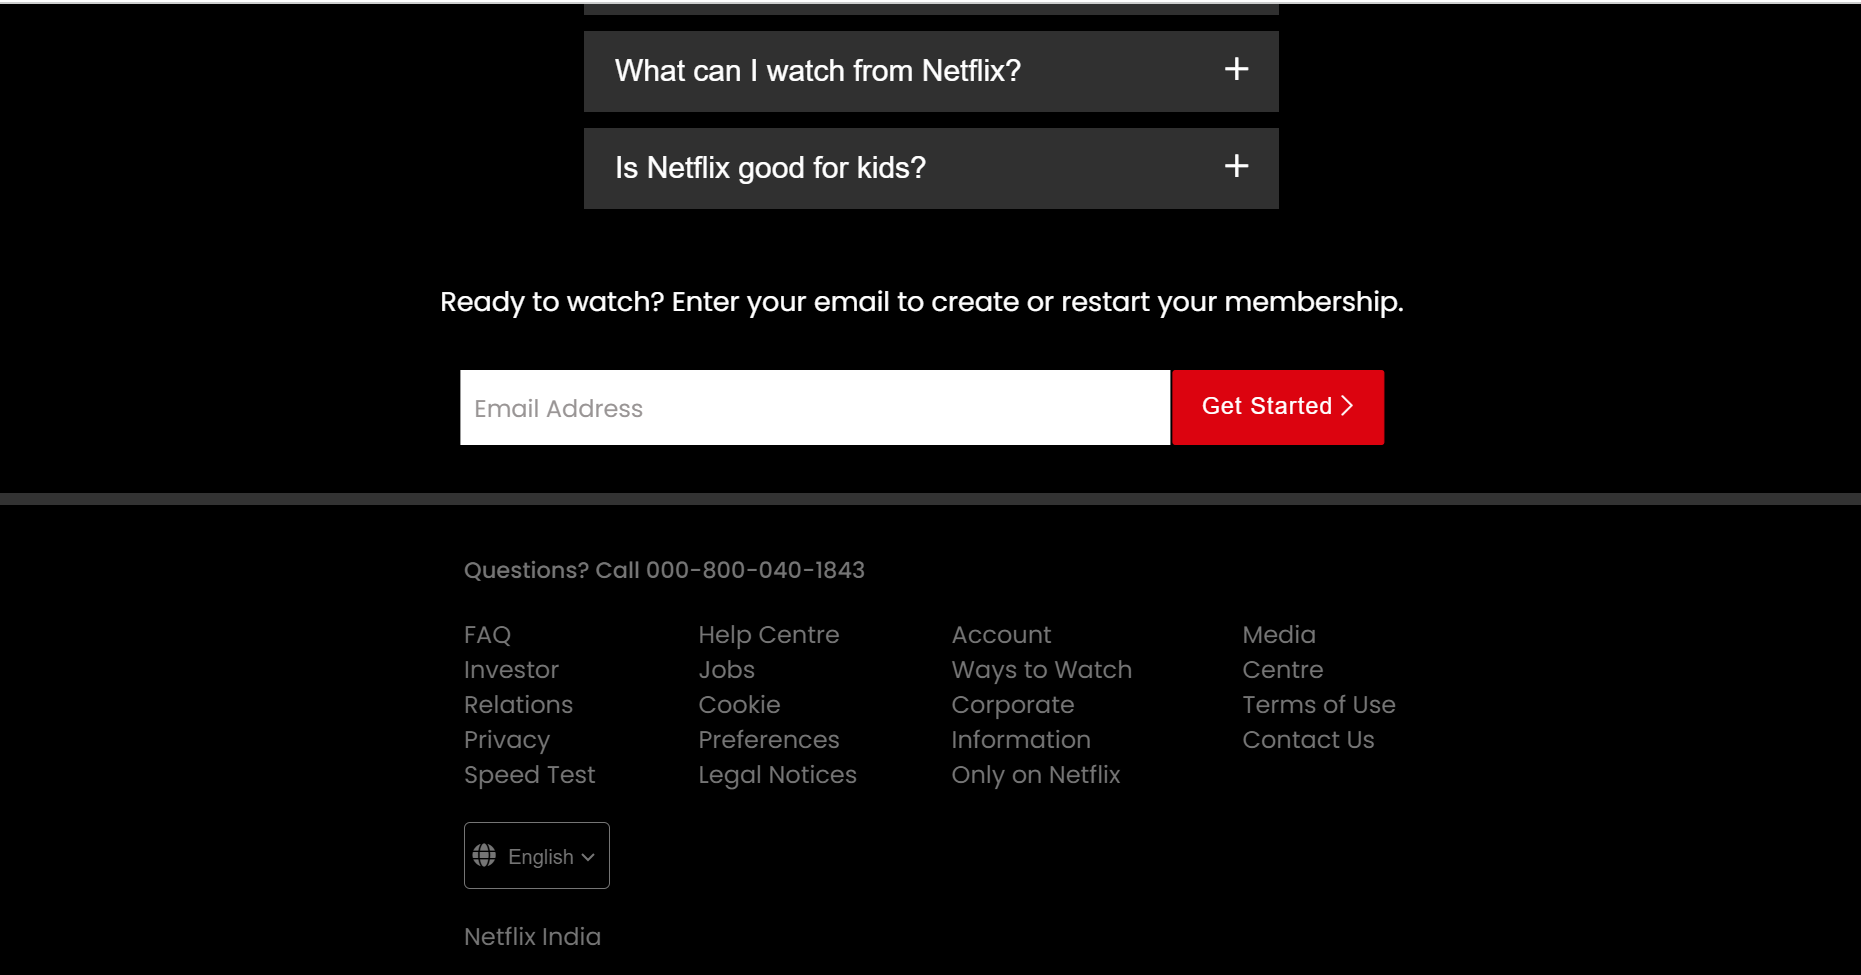 What can I watch from Netflix?
Is Netflix good for kids?
Ready to watch? Enter your email to create or restart your membership.
Email Address
Get Started
Questions? Call 000-800-040-1843
FAQ
Investor
Relations
Privacy
Speed Test
Help Centre
Jobs
Cookie
Preferences
Legal Notices
Account
Ways to Watch
Corporate
Information
Only on Netflix
Media
Centre
Terms of Use
Contact Us
English
Netflix India